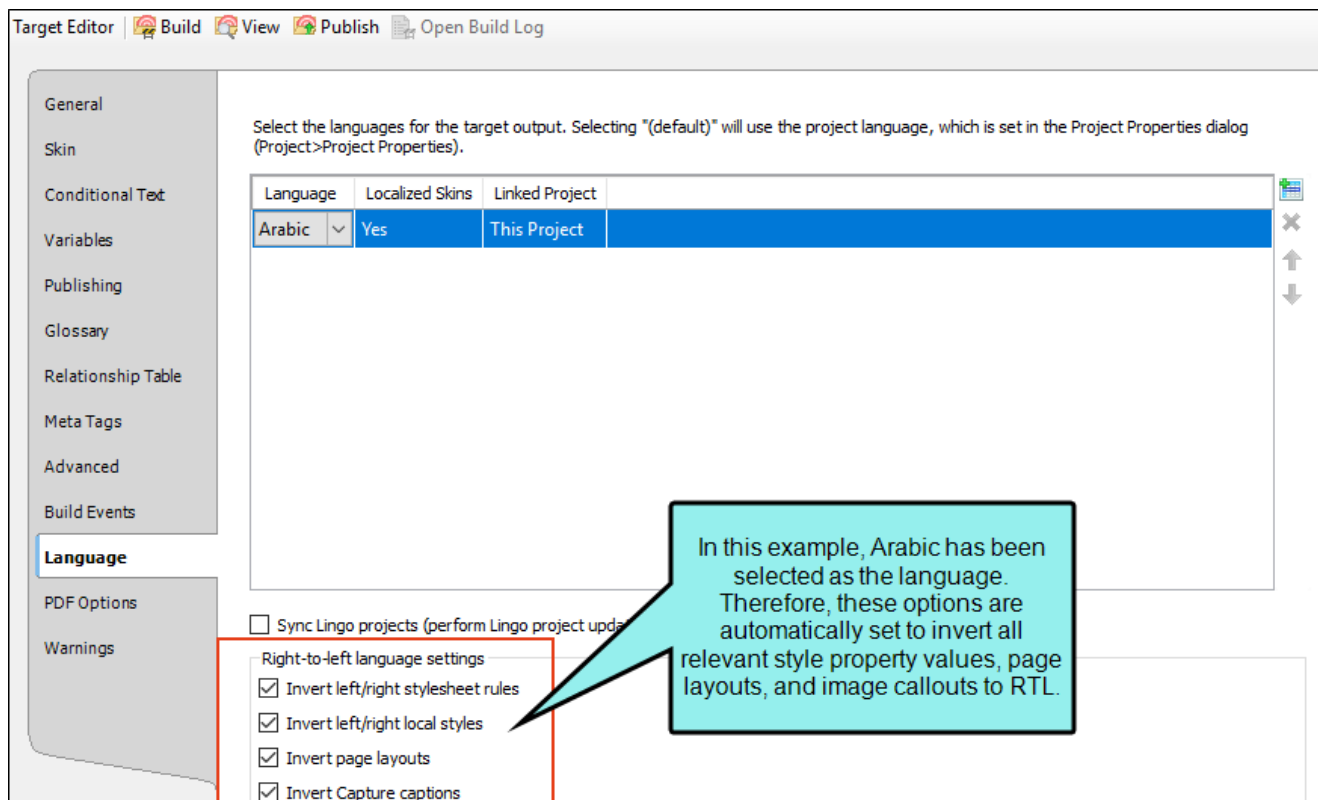 Target Editor Build View Publish Open Build Log
General
Skin
Conditional Text
Variables
Publishing
Glossary
Relationship Table
Meta Tags
Advanced
Build Events
Language
PDF Options
Warnings
Select the languages for the target output. Selecting "(default)" will use the project language, which is set in the Project Properties dialog
(Project>Project Properties).
Language Localized Skins Linked Project
Arabic Yes This Project
In this example, Arabic has been
selected as the language.
Therefore, these options are
automatically set to invert all
relevant style property values, page
layouts, and image callouts to RTL.
Sync Lingo projects (perform Lingo project
Right-to-left language settings
Invert left/right stylesheet rules
Invert left/right local styles
Invert page layouts
Invert Capture captions